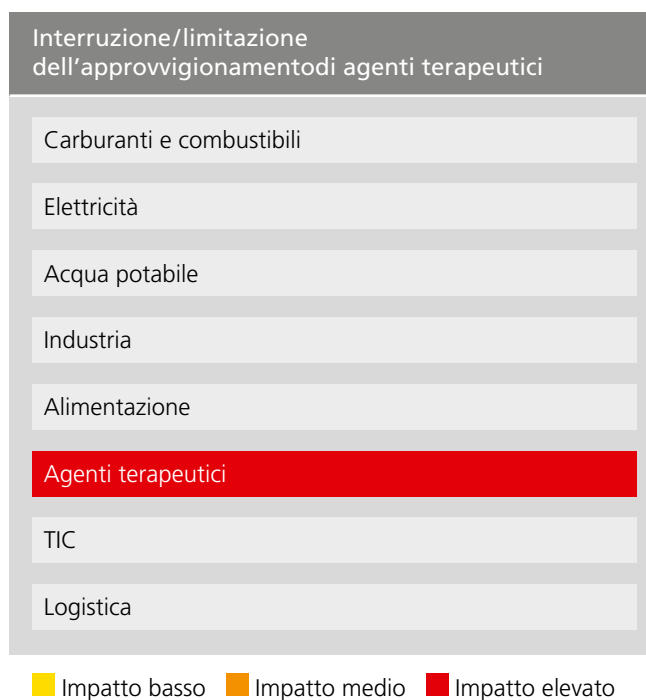 Interruzione/limitazione
dell’approvvigionamentodi agenti terapeutici
Carburanti e combustibili
Elettricità
Acqua potabile
Industria
Alimentazione
Agenti terapeutici
TIC
Logistica
Impatto basso Impatto medio Impatto elevato